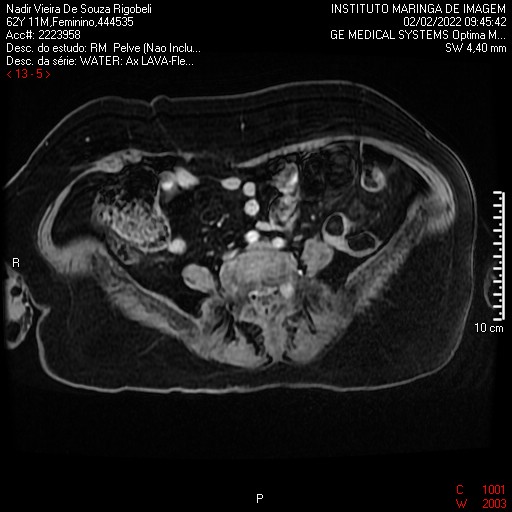 Nadir Vieira De Souza Rigobeli
62Y 11M,Feminino,444535
Acc#: 2223958
Desc. do estudo: RM Pelve (Nao Inclu...
Desc. da série: WATER: Ax LAVA-Fle...
< 13 - 5 >
INSTITUTO MARINGA DE IMAGEM
02/02/2022 09:45:42
GE MEDICAL SYSTEMS Optima M...
SW 4,40 mm
R
10 cm
P
C 1001
W 2003